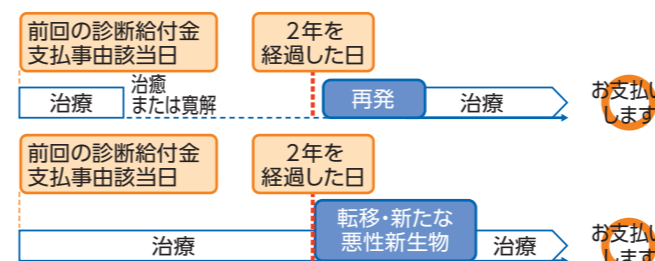 前回の診断給付金
支払事由該当日
2年を
経過した日
治療
治癒
または寛解
再発
治療
お支払い
します
前回の診断給付金
支払事由該当日
2年を
経過した日
治療
転移・新たな
悪性新生物
治療
お支払い
します